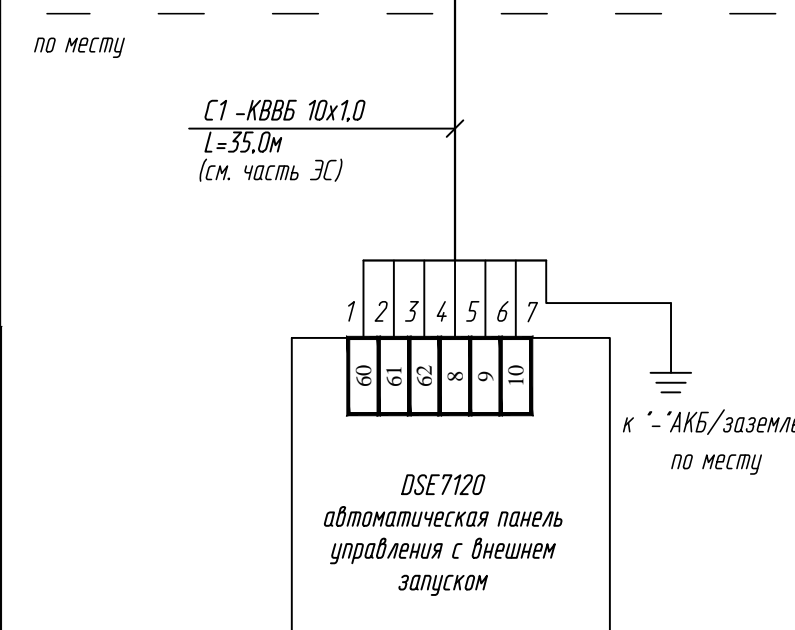 по месту
С1 -КВВБ 10х1,0
L=35,0м
(см. часть ЭС)
1 2 3 4 5 6 7
60 61 62 8 9 10
к "-"АКБ/заземле
по месту
DSE7120
автоматическая панель
управления с внешнем
запуском